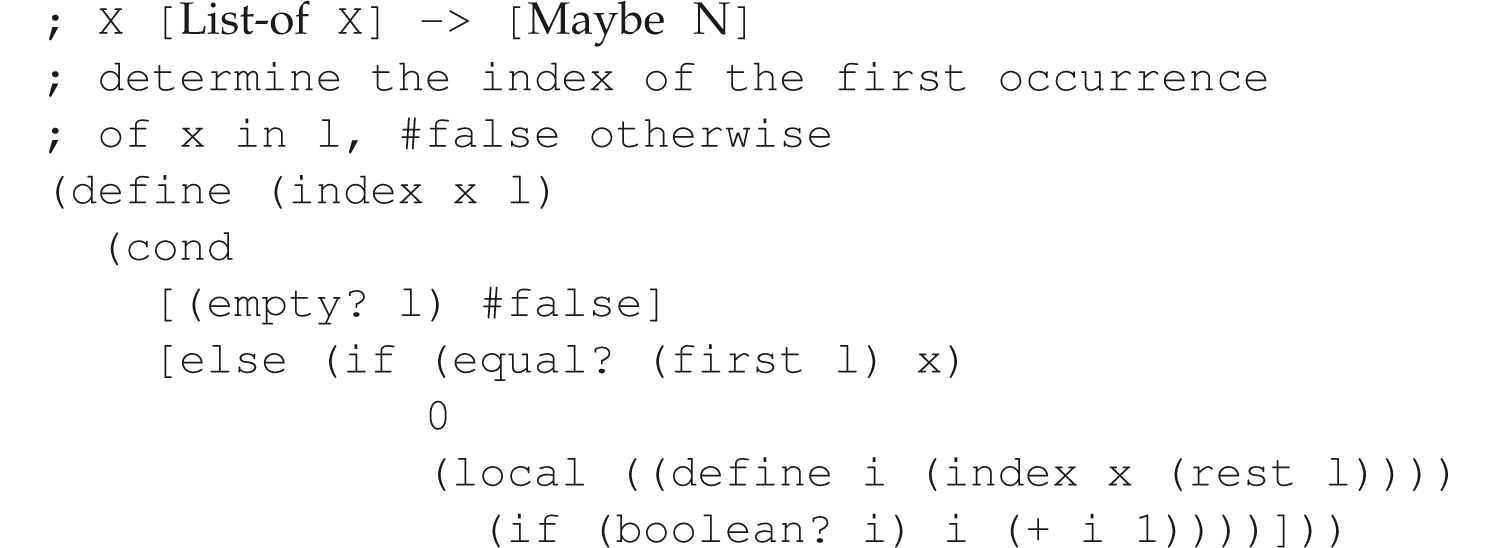 ; X [List-of X] -> [Maybe N]
; determine the index of the first occurrence
; of x in l, #false otherwise
(define (index x l)
  (cond
    [(empty? l) #false]
    [else (if (equal? (first l) x)
              0
              (local ((define i (index x (rest l))))
                (if (boolean? i) i (+ i 1))))]))